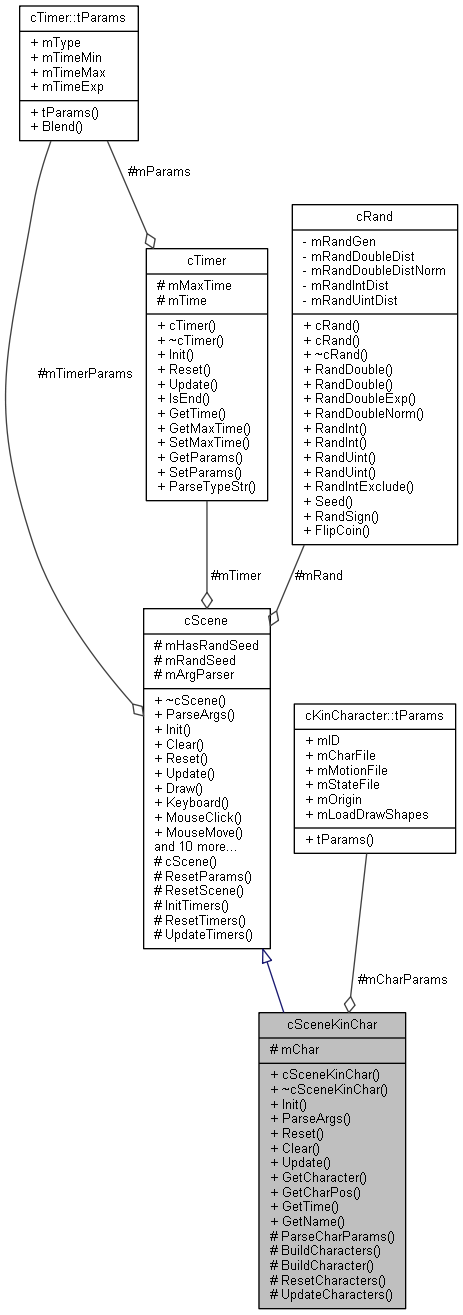 cTimer::tParams
+ mType
+ mTimeMin
+ mTimeMax
+ mTimeExp
+ tParams()
+ Blend()
#mParams
cRand
- mRandGen
- mRandDoubleDist
- mRandDoubleDistNorm
- mRandIntDist
- mRandUintDist
+ cRand()
+ cRand()
+ ~cRand()
+ RandDouble()
+ RandDouble()
+ RandDoubleExp()
+ RandDoubleNorm()
+ RandInt()
+ RandInt()
+ RandUint()
+ RandUint()
+ RandIntExclude()
+ Seed()
+ RandSign()
+ FlipCoin()
cTimer
# mMaxTime
# mTime
+ cTimer()
+ ~cTimer()
+ Init()
+ Reset()
+ Update()
+ IsEnd()
+ GetTime()
+ GetMaxTime()
+ SetMaxTime()
+ GetParams()
+ SetParams()
+ ParseTypeStr()
#mTimerParams
#mTimer
#mRand
cScene
# mHasRandSeed
# mRandSeed
# mArgParser
+ ~cScene()
+ ParseArgs()
+ Init()
+ Clear()
+ Reset()
+ Update()
+ Draw()
+ Keyboard()
+ MouseClick()
+ MouseMove()
and 10 more...
# cScene()
# ResetParams()
# ResetScene()
# InitTimers()
# ResetTimers()
# UpdateTimers()
cKinCharacter::tParams
+ mID
+ mCharFile
+ mMotionFile
+ mStateFile
+ mOrigin
+ mLoadDrawShapes
+ tParams()
#mCharParams
cSceneKinChar
# mChar
+ cSceneKinChar()
+ ~cSceneKinChar()
+ Init()
+ ParseArgs()
+ Reset()
+ Clear()
+ Update()
+ GetCharacter()
+ GetCharPos()
+ GetTime()
+ GetName()
# ParseCharParams()
# BuildCharacters()
# BuildCharacter()
# ResetCharacters()
# UpdateCharacters()